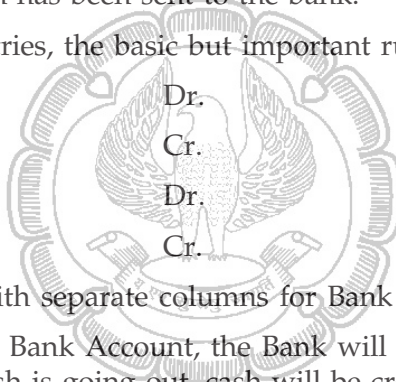 has been sent to the bank.
ries, the basic but important ru
Dr.
Cr.
Dr.
Cr.
ith separate columns for Bank
Bank Account, the Bank will
is going out, cash will be cr